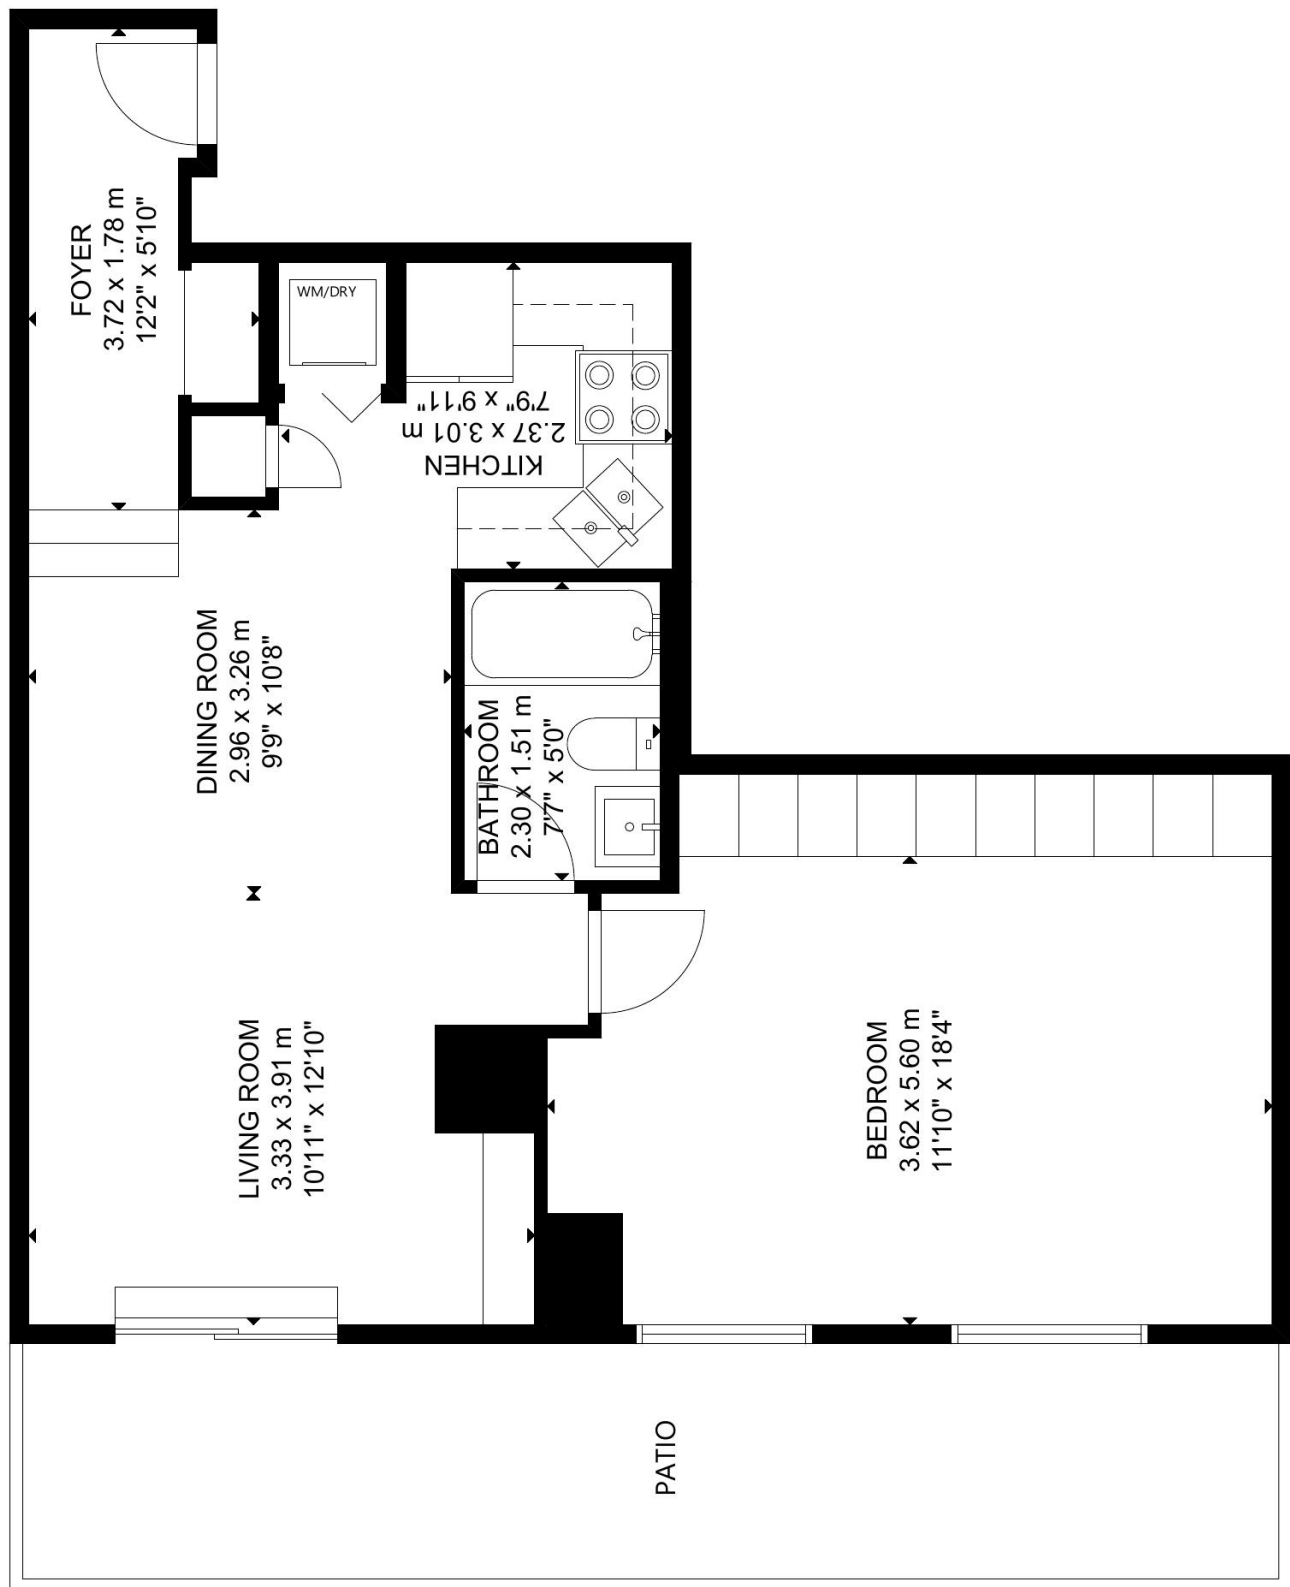 FOYER
3.72 x 1.78 m
12'2" x 5'10"
WM/DRY
KITCHEN
2.37 x 3.01 m
7'9" x 9'11"
DINING ROOM
2.96 x 3.26 m
9'9" x 10'8"
BATHROOM
2.30 x 1.51 m
7'7" x 5'0"
LIVING ROOM
3.33 x 3.91 m
10'11" x 12'10"
BEDROOM
3.62 x 5.60 m
11'10" x 18'4"
PATIO